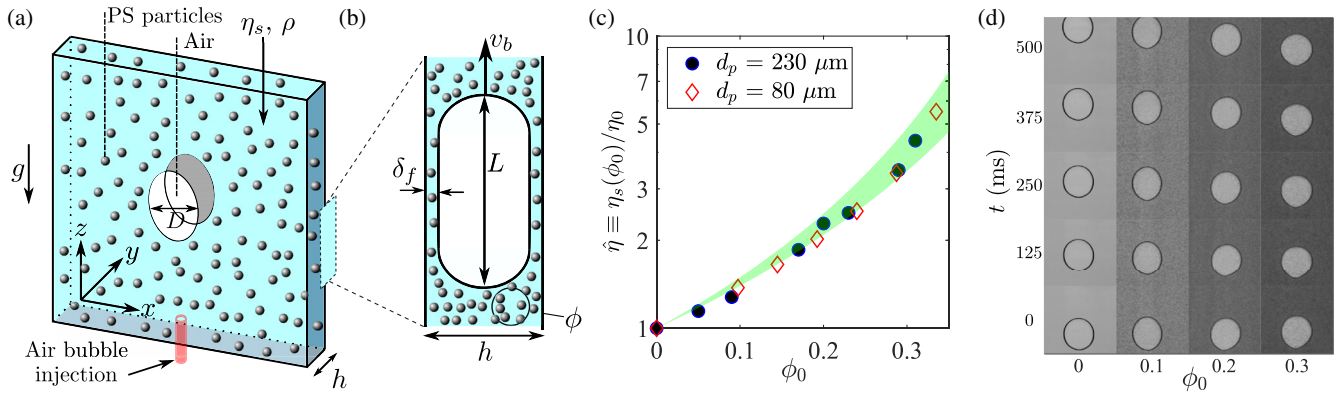 (a)
PS particles
Air
η_s, ρ
g
D
z
y
x
Air bubble
injection
h
(b)
v_b
δ_f
L
ϕ
h
(c)
10
7
5
3
2
1
η̂ ≡ η_s(ϕ_0)/η_0
d_p = 230 μm
d_p = 80 μm
0 0.1 0.2 0.3
ϕ_0
(d)
t (ms)
500
375
250
125
0
0 0.1 0.2 0.3
ϕ_0